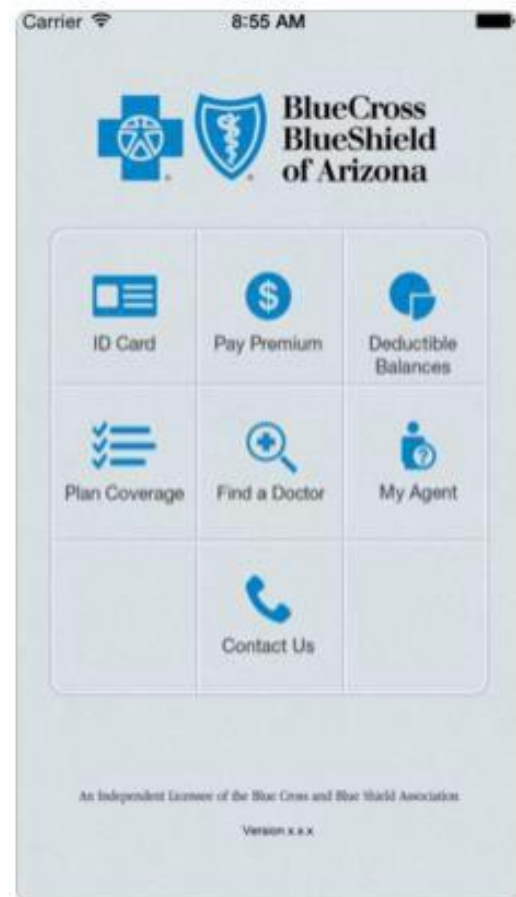 Carrier 8:55 AM
BlueCross
BlueShield
of Arizona
ID Card
Pay Premium
Deductible
Balances
Plan Coverage
Find a Doctor
My Agent
Contact Us
An Independent Licensee of the Blue Cross and Blue Shield Association
Version x.x.x